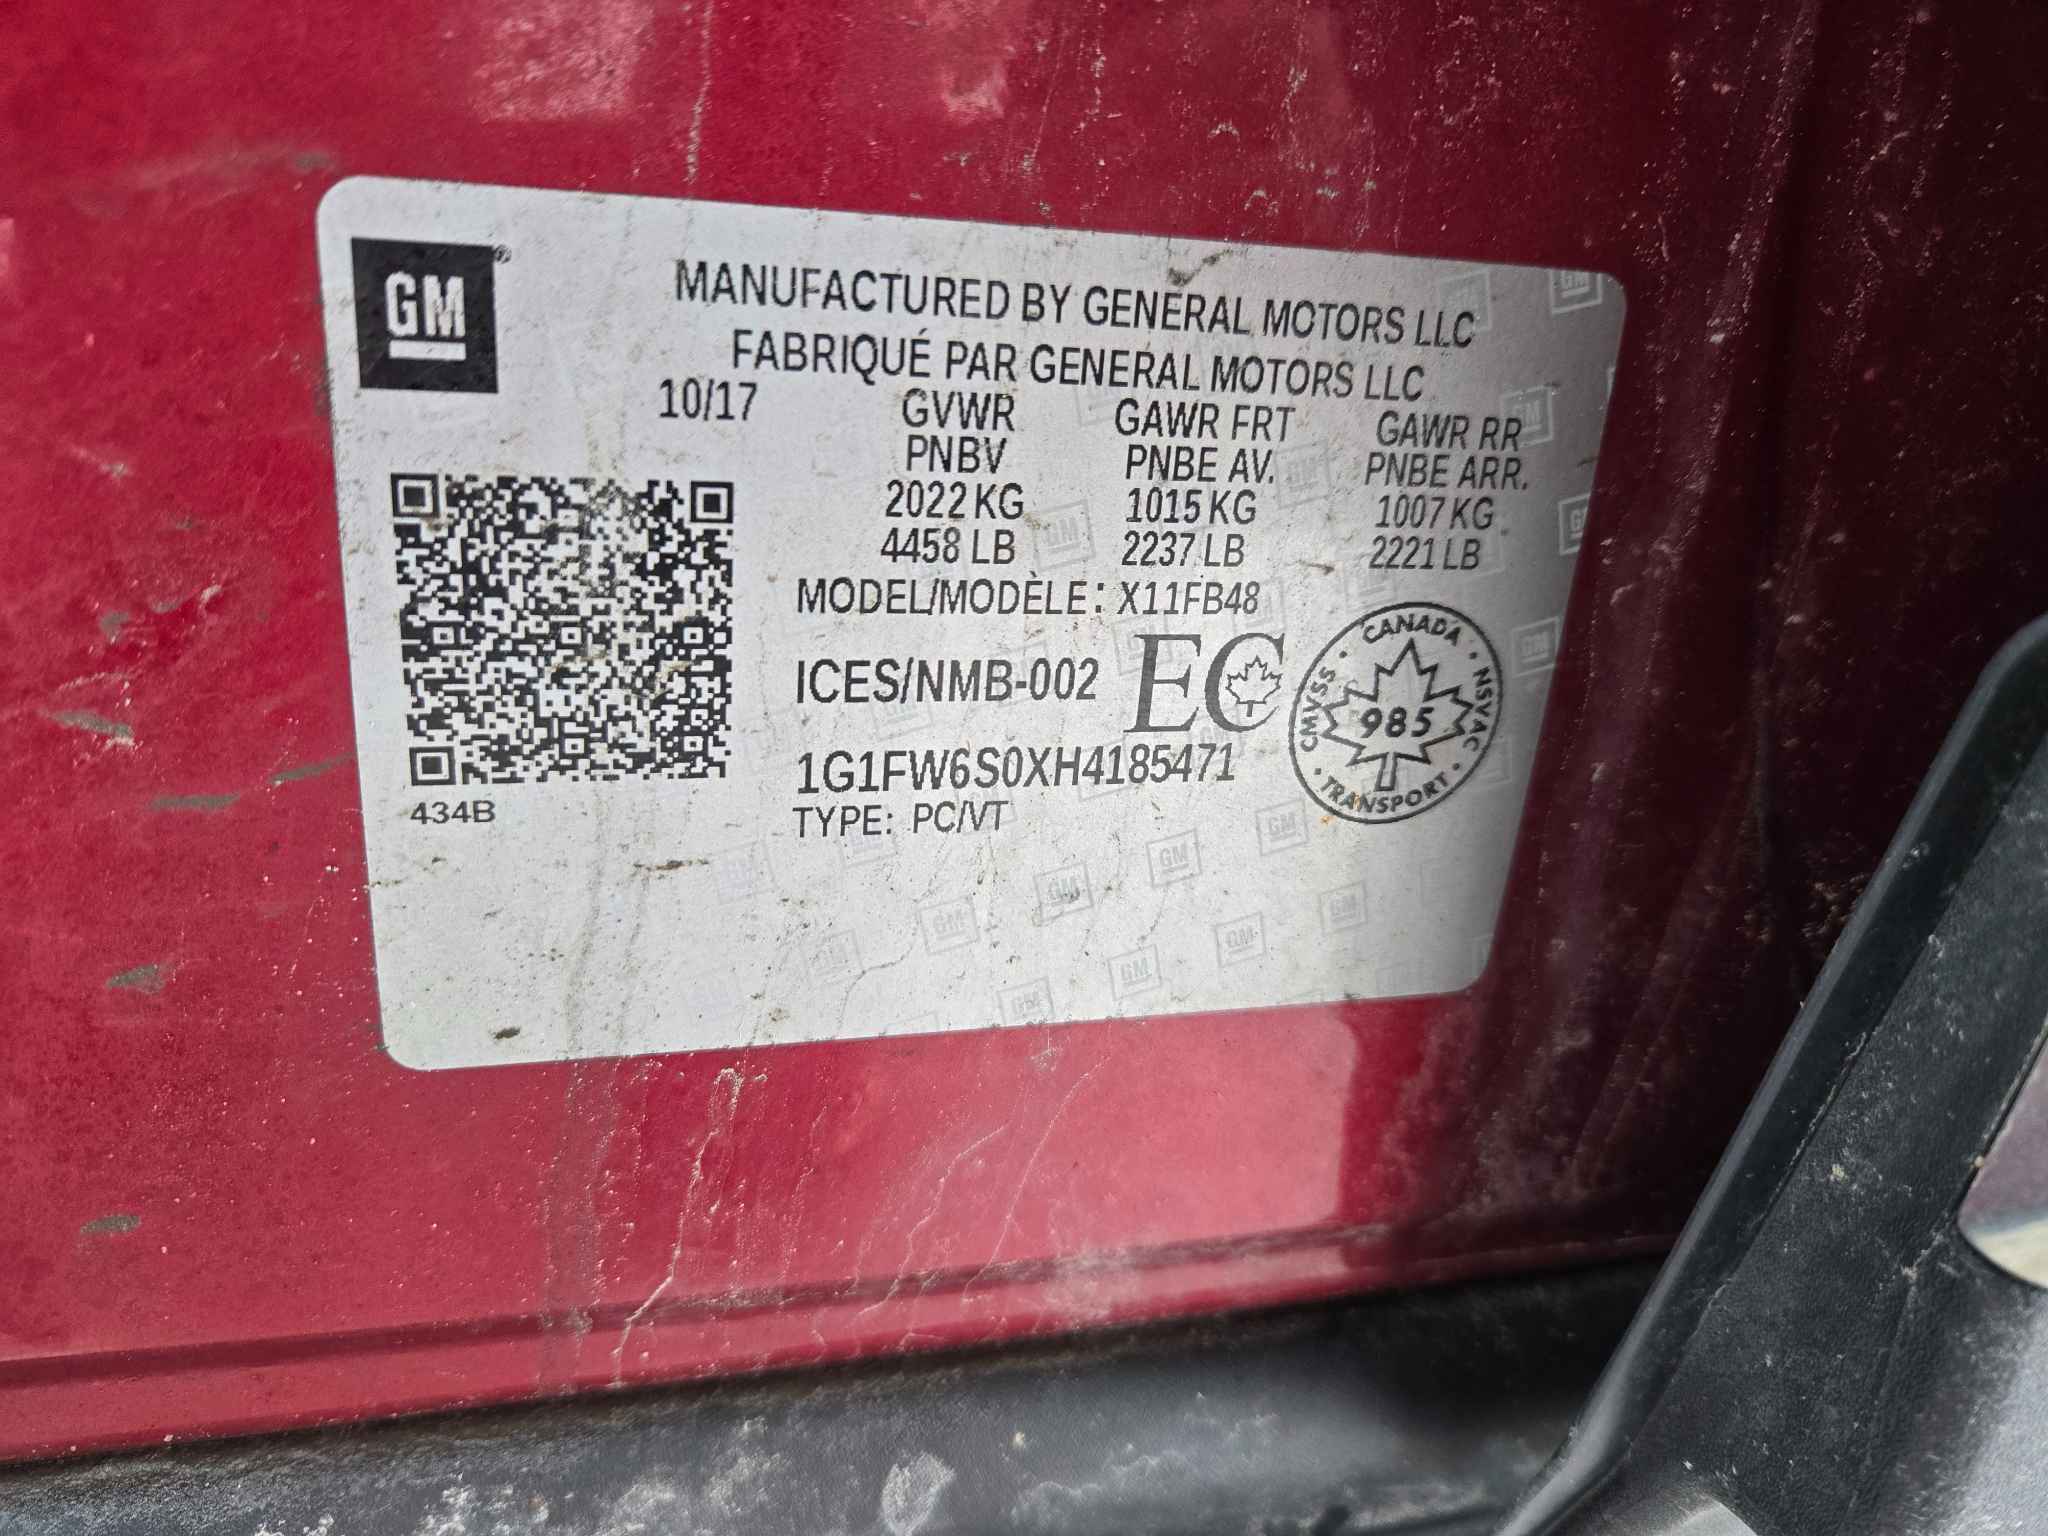 GM
MANUFACTURED BY GENERAL MOTORS LLC
FABRIQUÉ PAR GENERAL MOTORS LLC
10/17 GVWR GAWR FRT GAWR RR
PNBV PNBE AV. PNBE ARR.
2022 KG 1015 KG 1007 KG
4458 LB 2237 LB 2221 LB
MODEL/MODÈLE: X11FB48
ICES/NMB-002 EC
CANADA · NSVAC · TRANSPORT · CMVSS ·
985
1G1FW6S0XH4185471
TYPE: PC/VT
434B